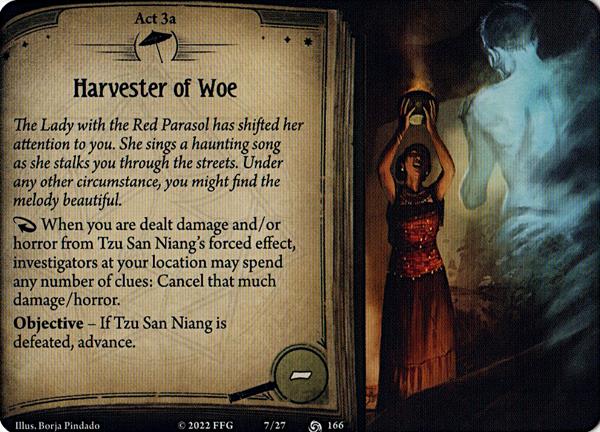 Act 3a
Harvester of Woe
The Lady with the Red Parasol has shifted her
attention to you. She sings a haunting song
as she stalks you through the streets. Under
any other circumstance, you might find the
melody beautiful.
When you are dealt damage and/or
horror from Tzu San Niang's forced effect,
investigators at your location may spend
any number of clues: Cancel that much
damage/horror.
Objective – If Tzu San Niang is
defeated, advance.
–
Illus. Borja Pindado © 2022 FFG 7/27 166